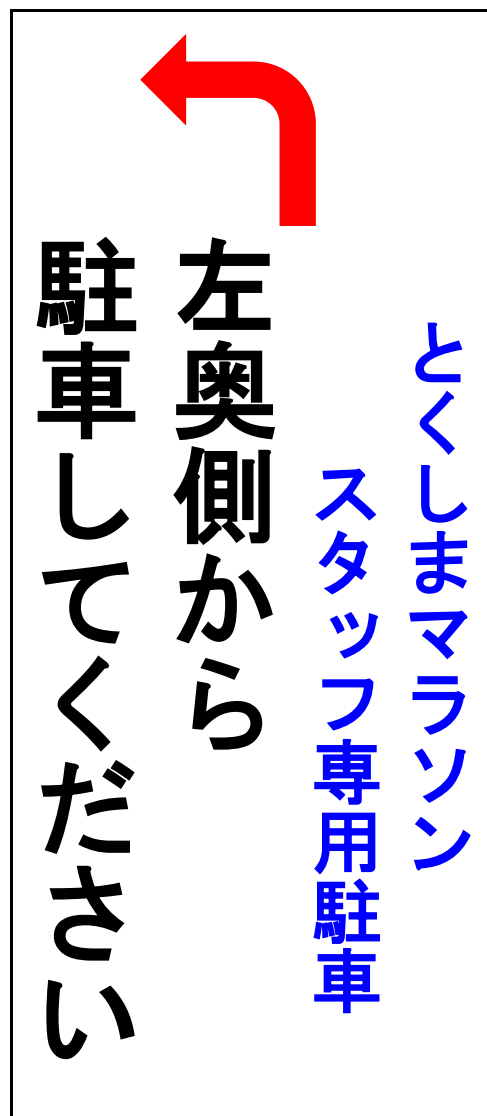 とくしまマラソン
スタッフ専用駐車
左奥側から
駐車してください